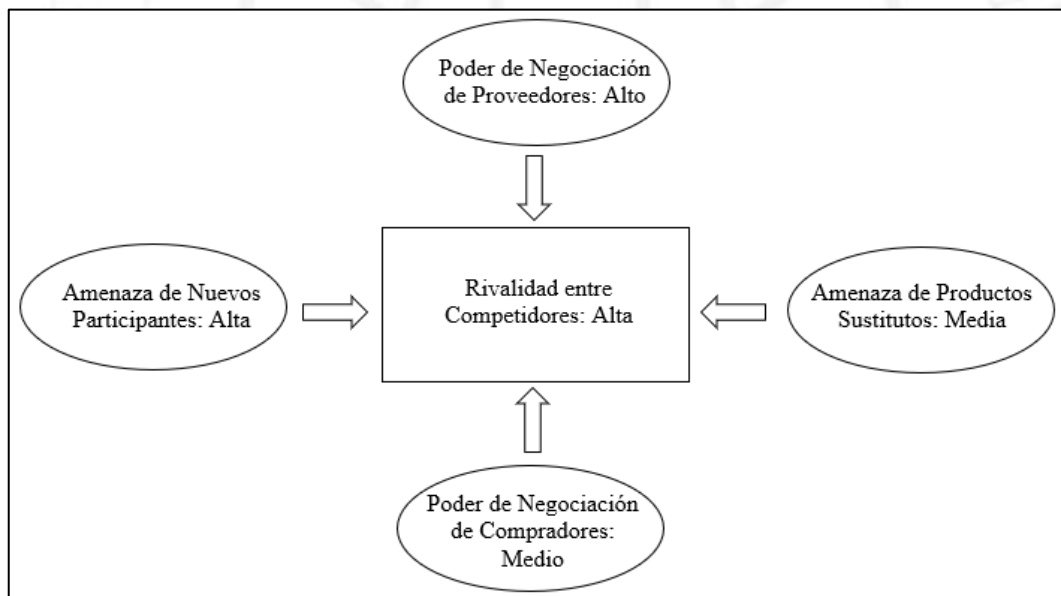 Poder de Negociación
de Proveedores: Alto
Amenaza de Nuevos
Participantes: Alta
Rivalidad entre
Competidores: Alta
Amenaza de Productos
Sustitutos: Media
Poder de Negociación
de Compradores:
Medio